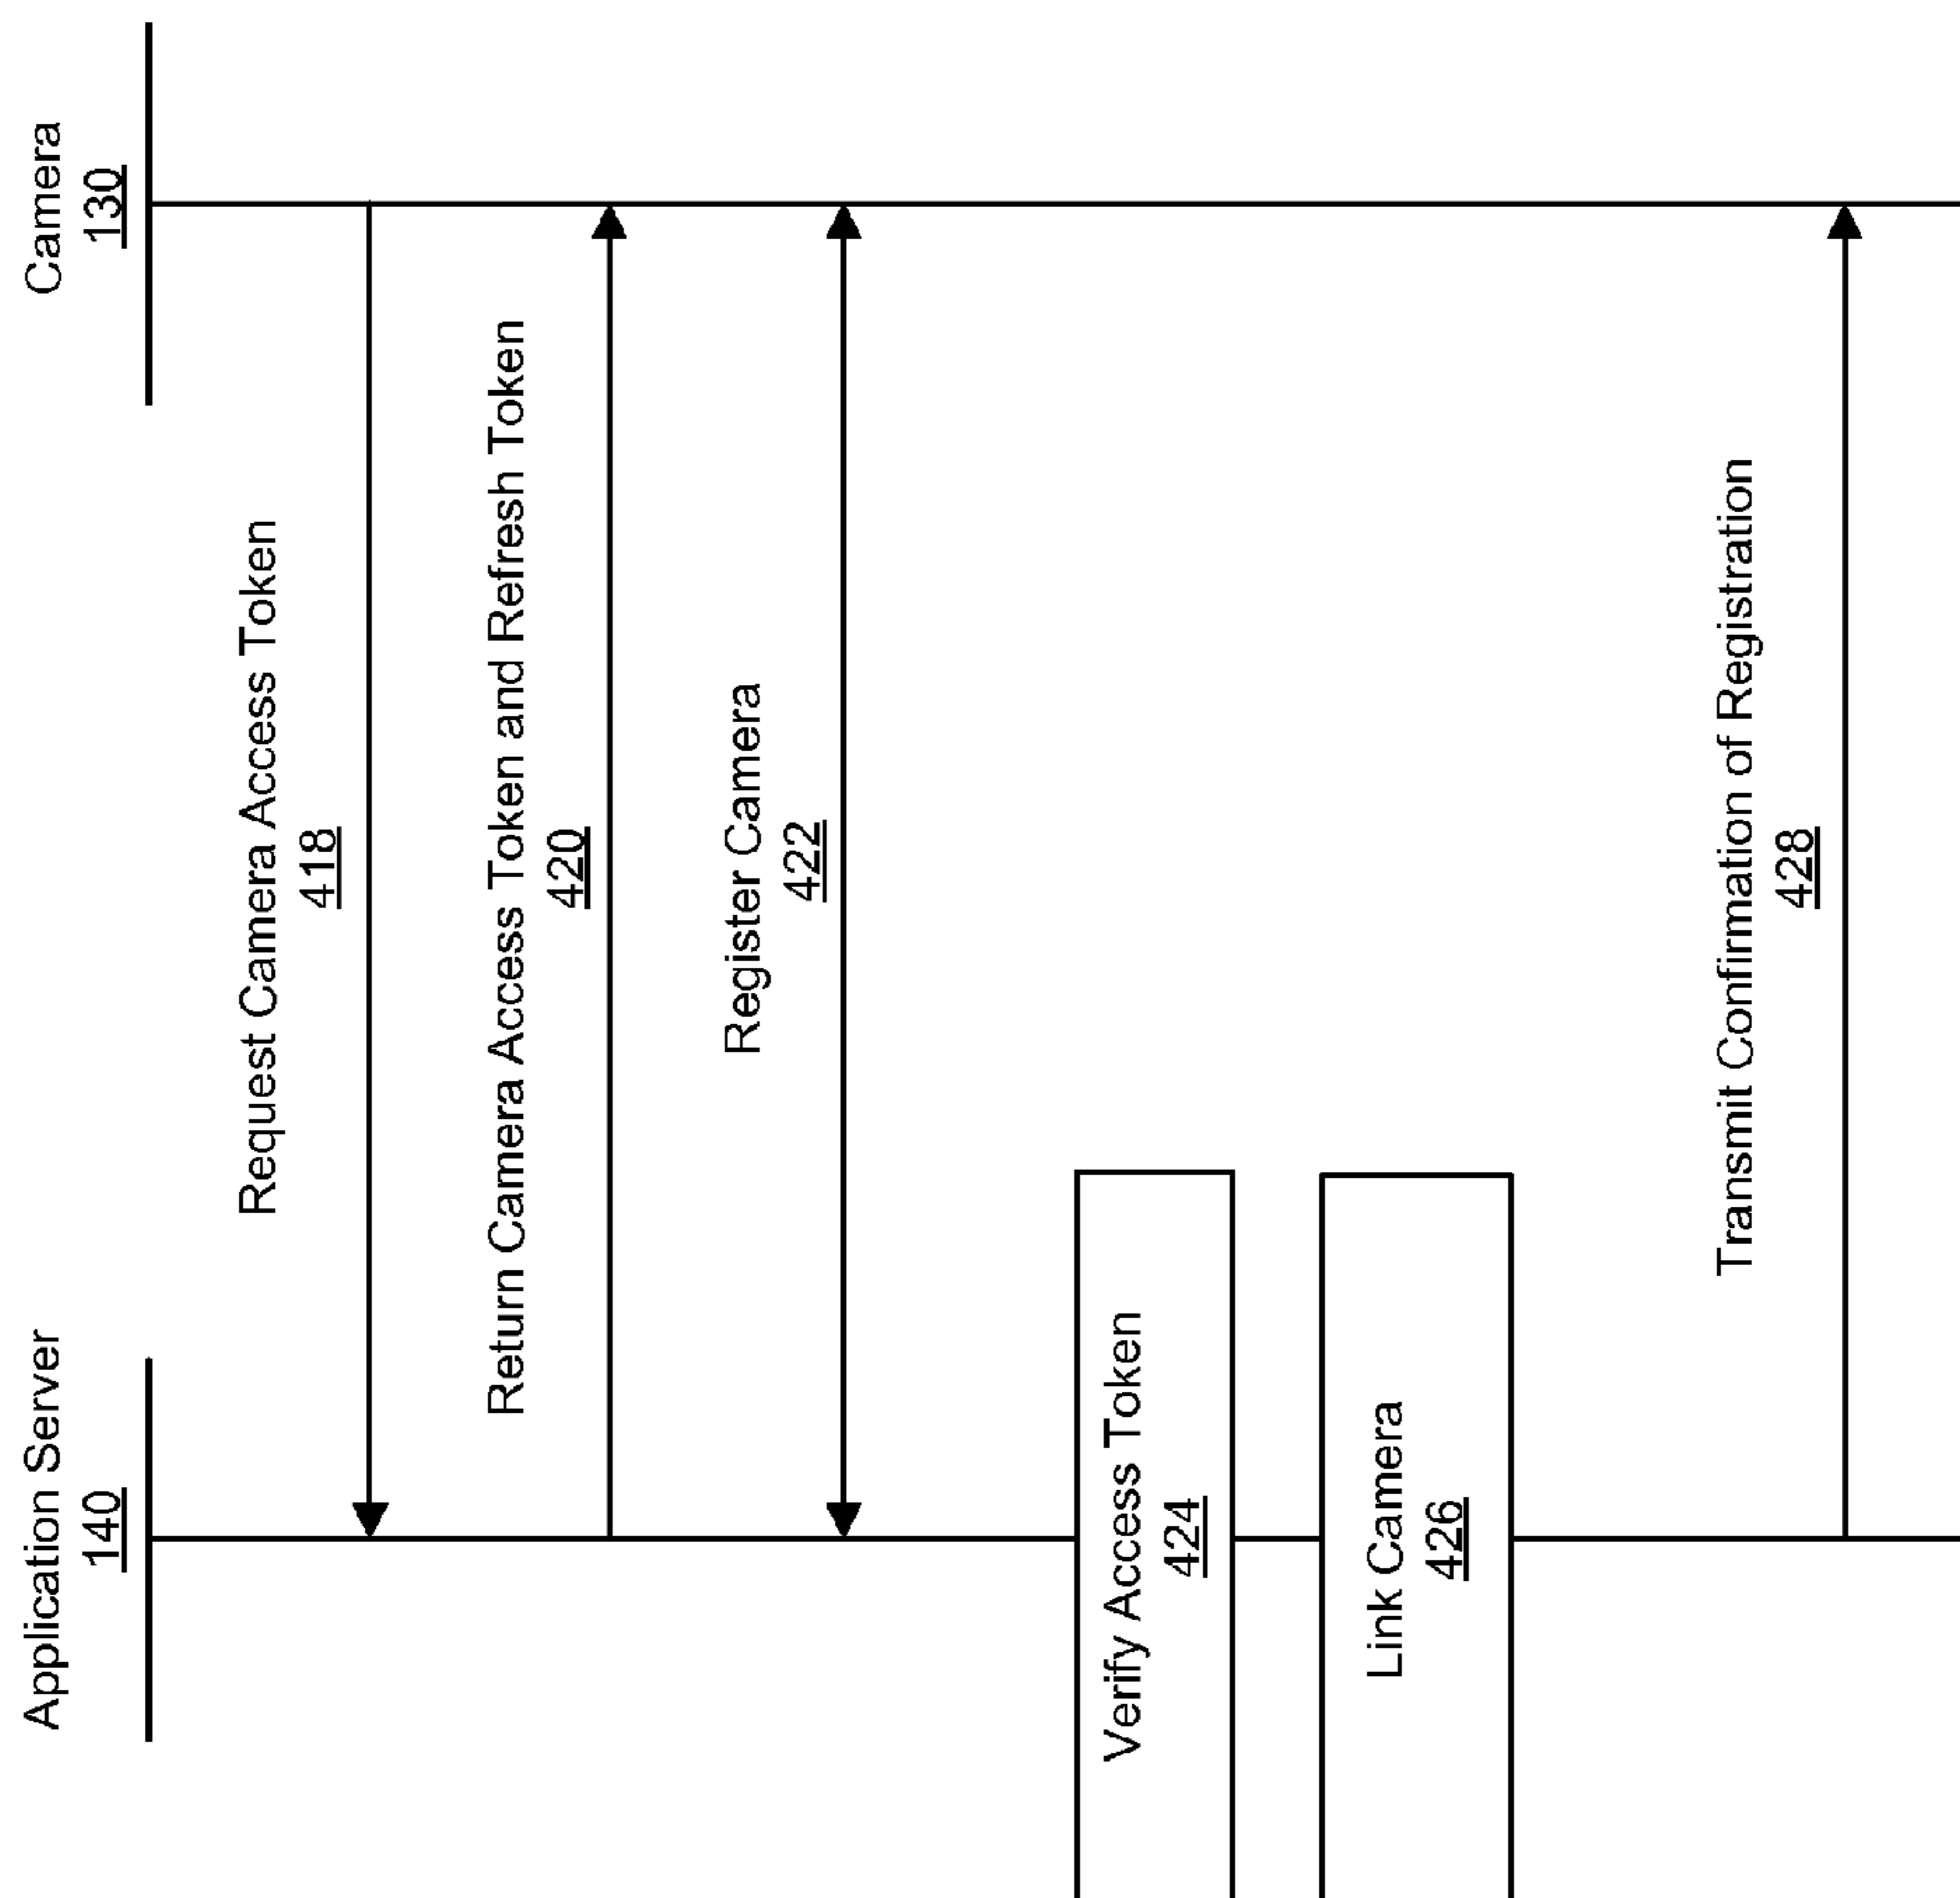 Application Server
140
Camera
130
Request Camera Access Token
418
Return Camera Access Token and Refresh Token
420
Register Camera
422
Verify Access Token
424
Link Camera
426
Transmit Confirmation of Registration
428